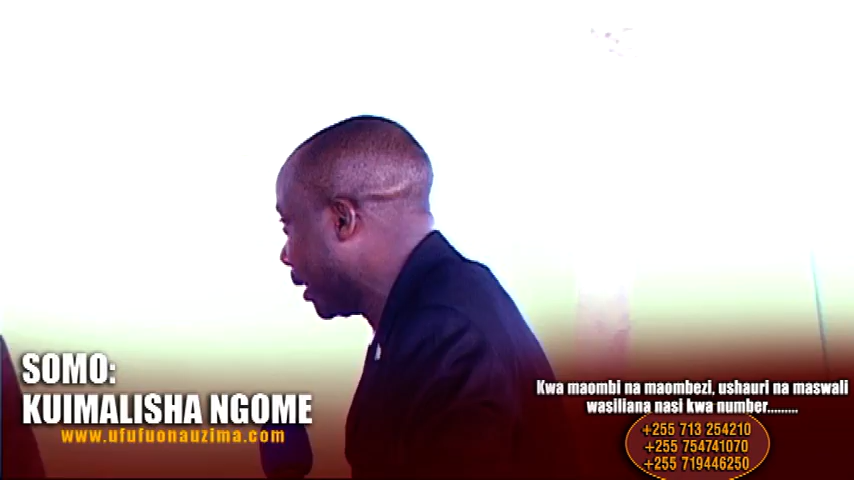 SOMO:
KUIMALISHA NGOME
www.ufufuonauzima.com
Kwa maombi na maombezi, ushauri na maswali
wasiliana nasi kwa number.........
+255 713 254210
+255 754741070
+255 719446250